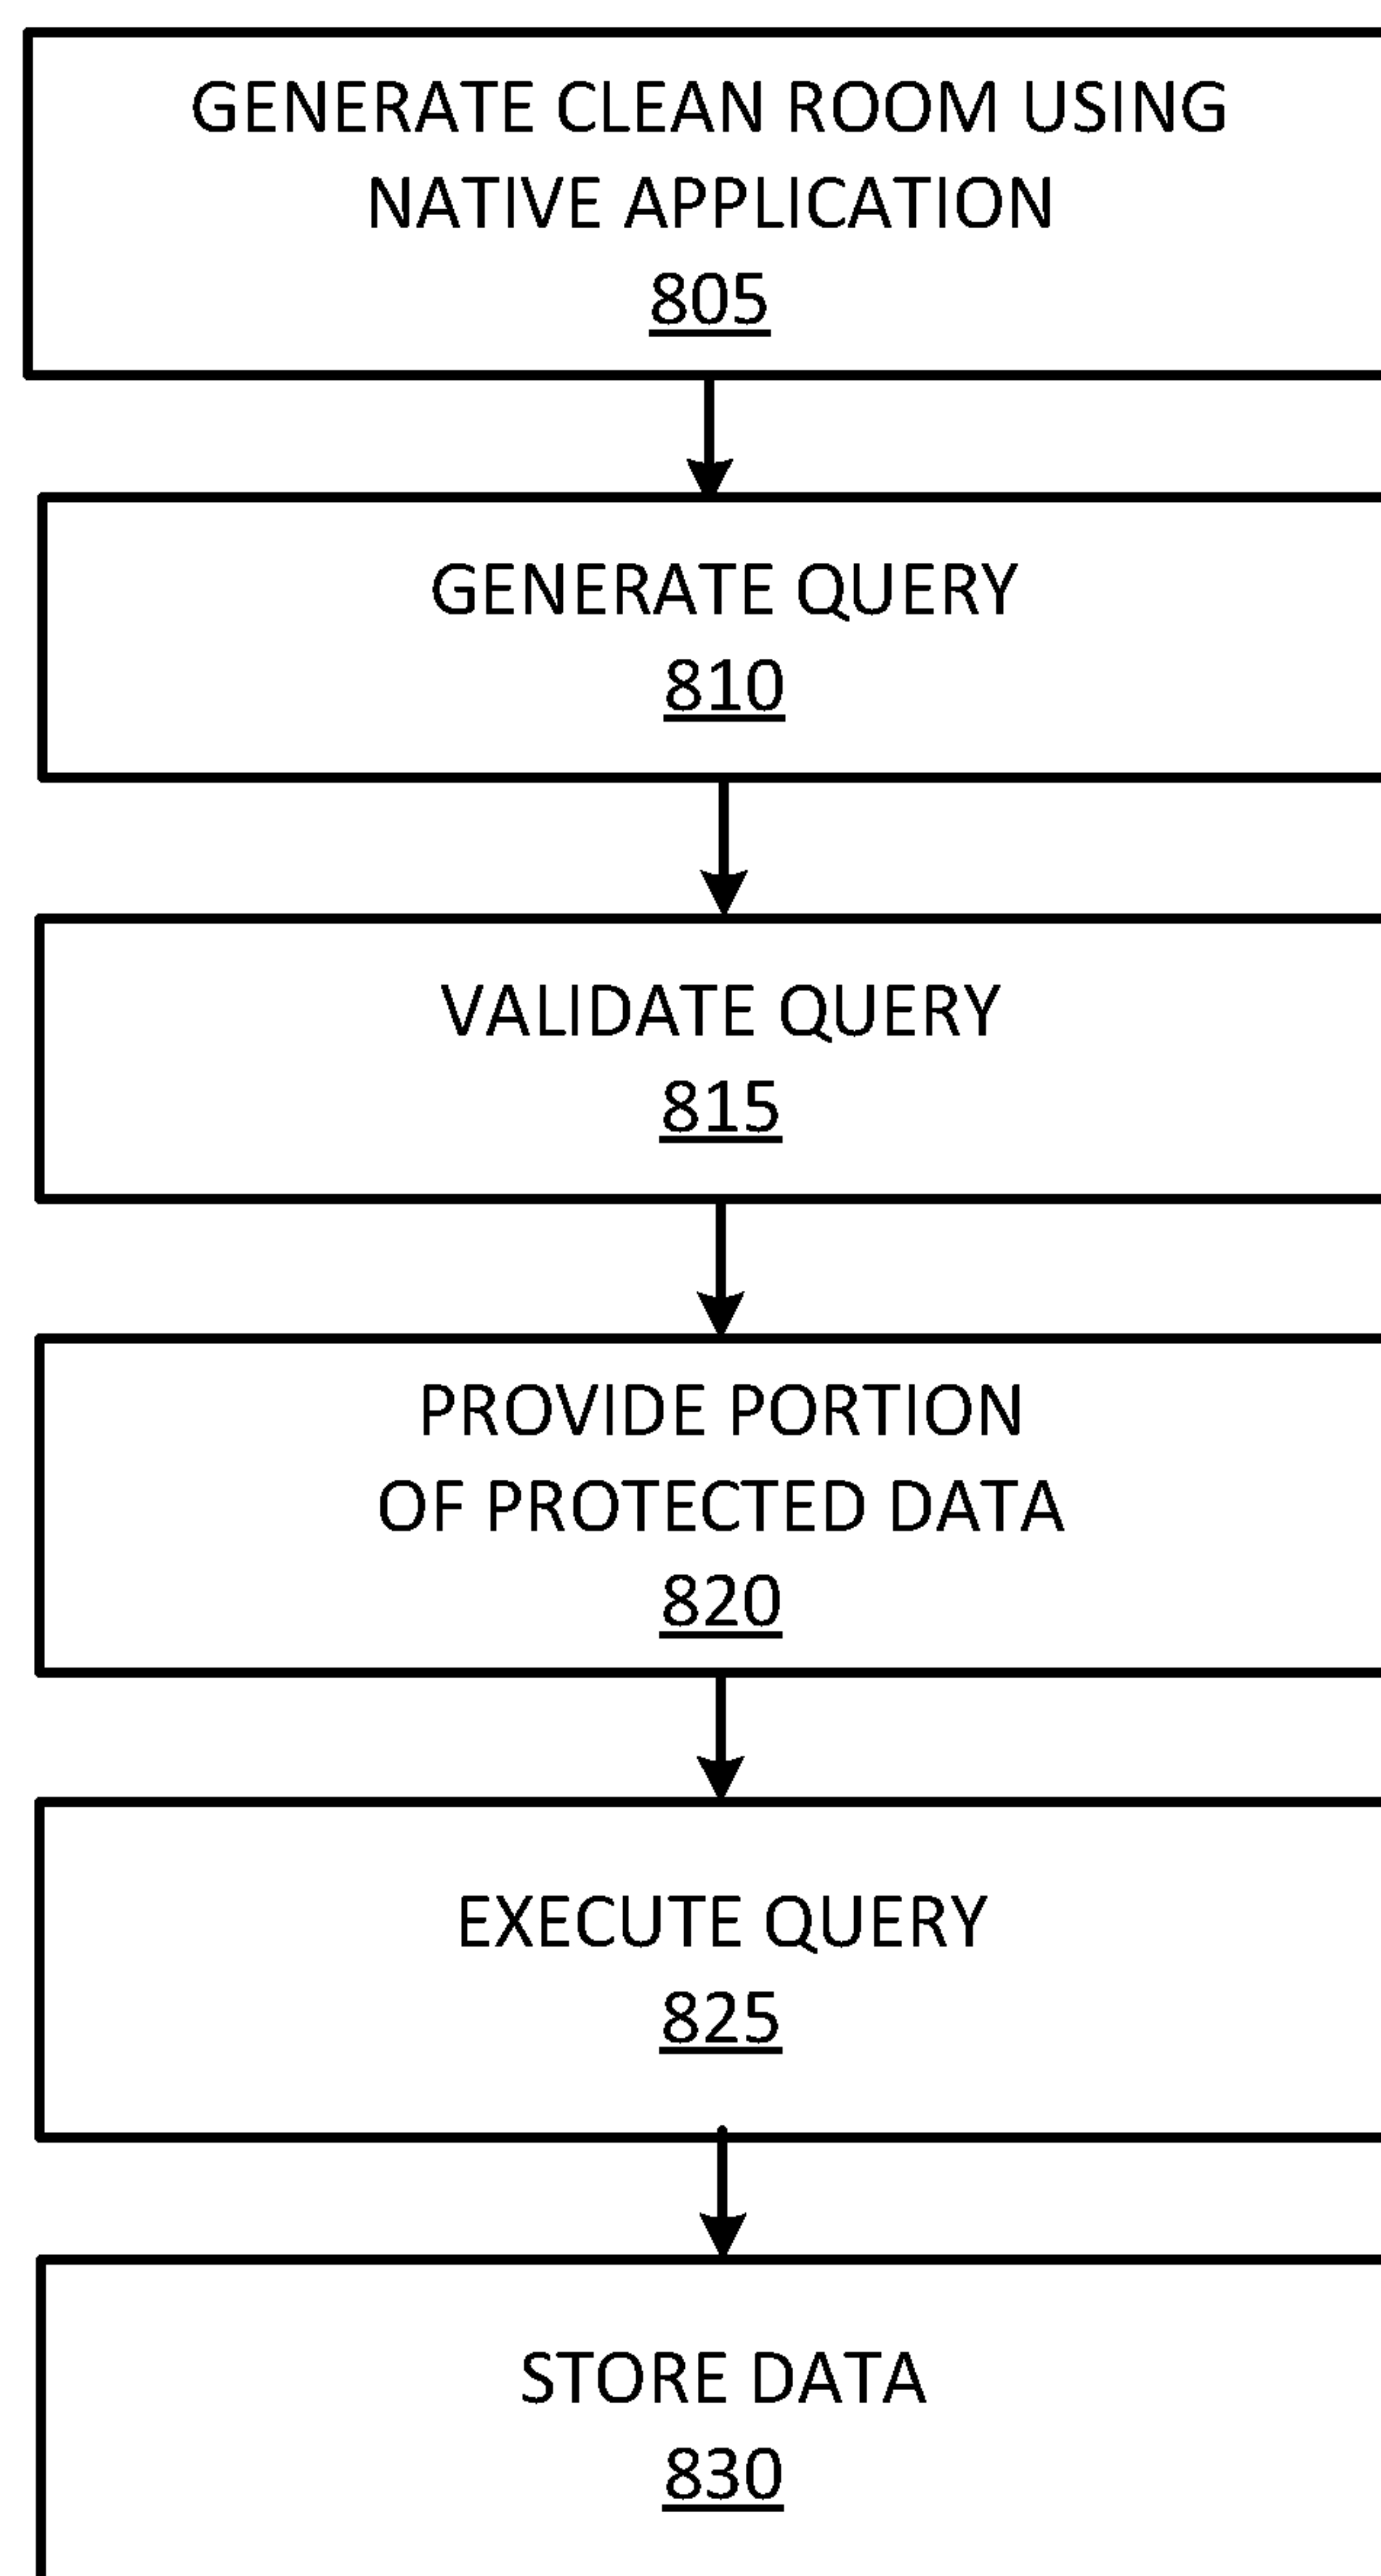 GENERATE CLEAN ROOM USING
NATIVE APPLICATION
805
GENERATE QUERY
810
VALIDATE QUERY
815
PROVIDE PORTION
OF PROTECTED DATA
820
EXECUTE QUERY
825
STORE DATA
830